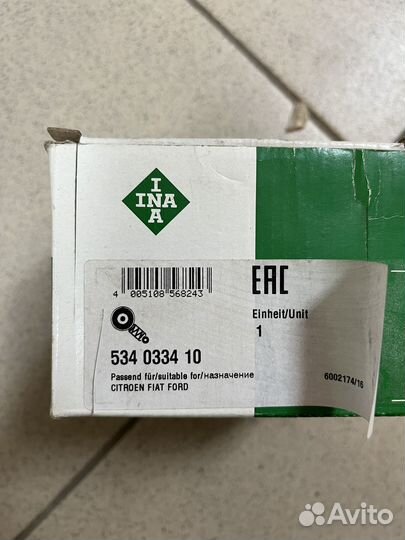 INA
INA
4 005108 568243
EAC
Einheit/Unit
1
534 0334 10
Passend für/suitable for/назначение
CITROEN FIAT FORD
6002174/16
Avito